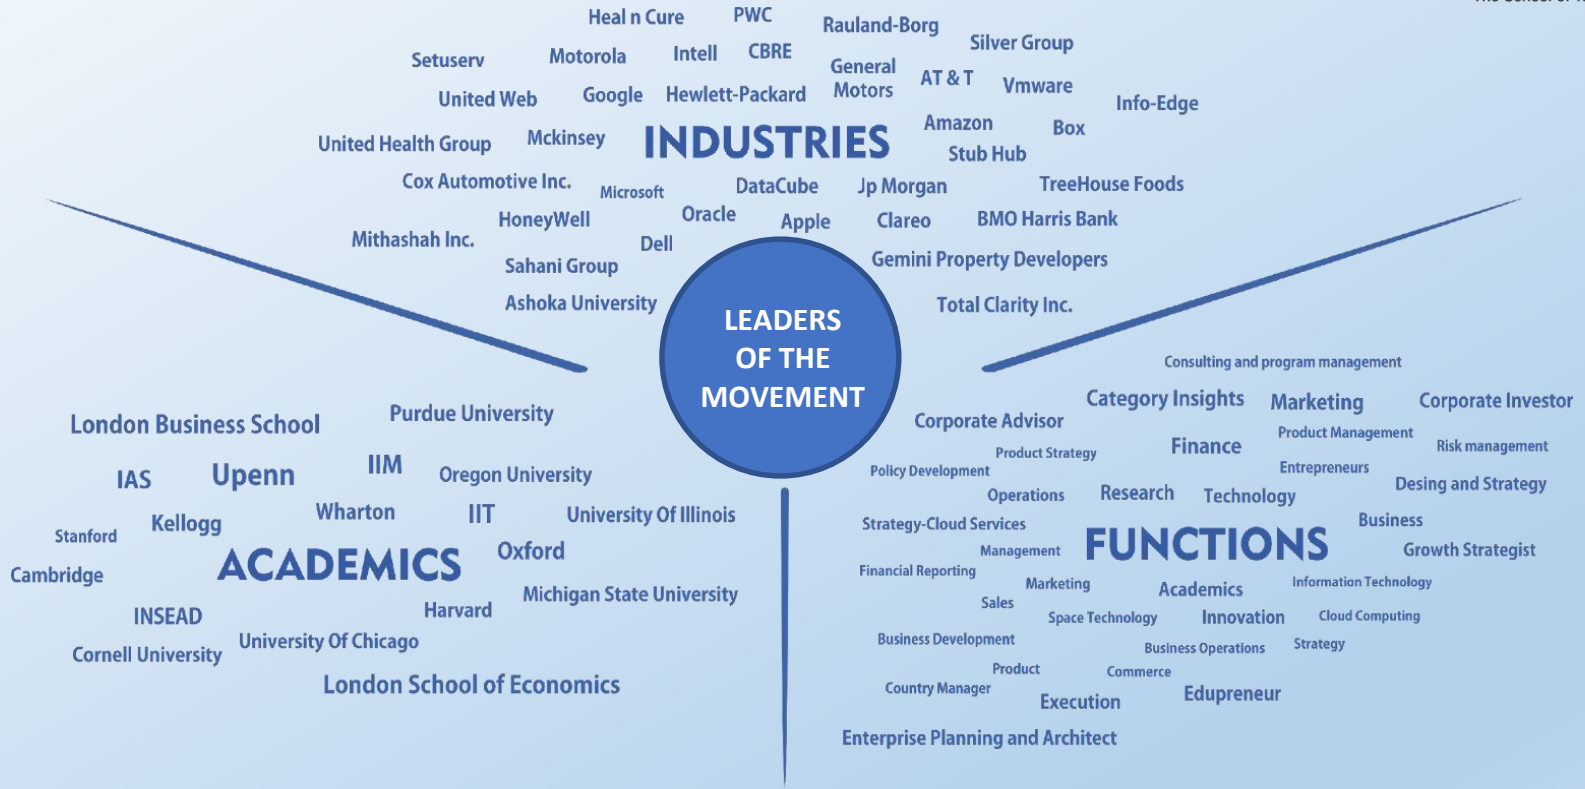 Heal n Cure
PWC
Rauland-Borg
Silver Group
Setuserv
Motorola
Intell
CBRE
General
Motors
AT & T
Vmware
United Web
Google
Hewlett-Packard
Info-Edge
United Health Group
Mckinsey
INDUSTRIES
Amazon
Box
Stub Hub
Cox Automotive Inc.
Microsoft
DataCube
Jp Morgan
TreeHouse Foods
HoneyWell
Oracle
Apple
Clareo
BMO Harris Bank
Mithashah Inc.
Dell
Sahani Group
Gemini Property Developers
Ashoka University
Total Clarity Inc.
LEADERS
OF THE
MOVEMENT
London Business School
Purdue University
IAS
Upenn
IIM
Oregon University
Wharton
IIT
University Of Illinois
Stanford
Kellogg
ACADEMICS
Oxford
Cambridge
Michigan State University
INSEAD
Harvard
University Of Chicago
Cornell University
London School of Economics
Consulting and program management
Category Insights
Marketing
Corporate Investor
Corporate Advisor
Product Strategy
Finance
Product Management
Risk management
Policy Development
Entrepreneurs
Operations
Research
Technology
Desing and Strategy
Strategy-Cloud Services
Business
Management
FUNCTIONS
Growth Strategist
Financial Reporting
Marketing
Academics
Information Technology
Sales
Space Technology
Innovation
Cloud Computing
Business Development
Business Operations
Strategy
Product
Commerce
Country Manager
Execution
Edupreneur
Enterprise Planning and Architect